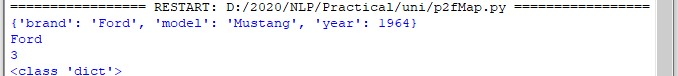 ================ RESTART: D:/2020/NLP/Practical/uni/p2fMap.py =================
{'brand': 'Ford', 'model': 'Mustang', 'year': 1964}
Ford
3
<class 'dict'>